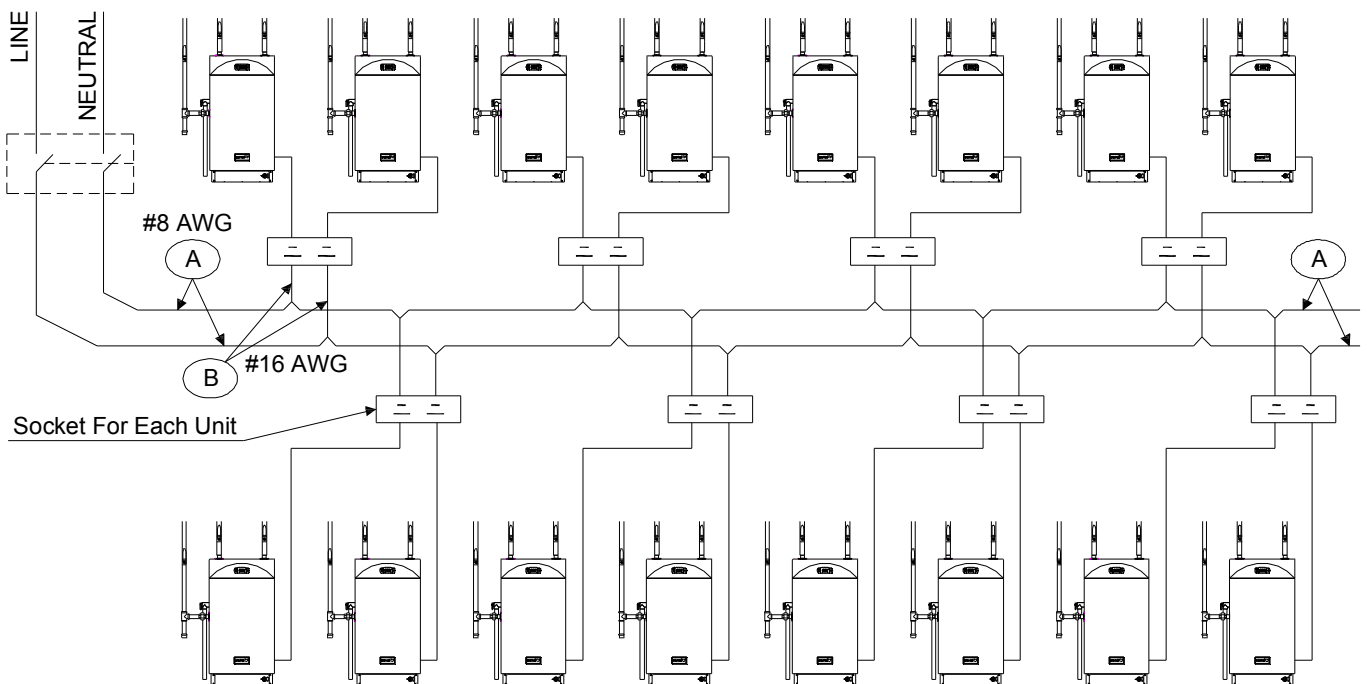 LINE
NEUTRAL
#8 AWG
A
A
B
#16 AWG
Socket For Each Unit